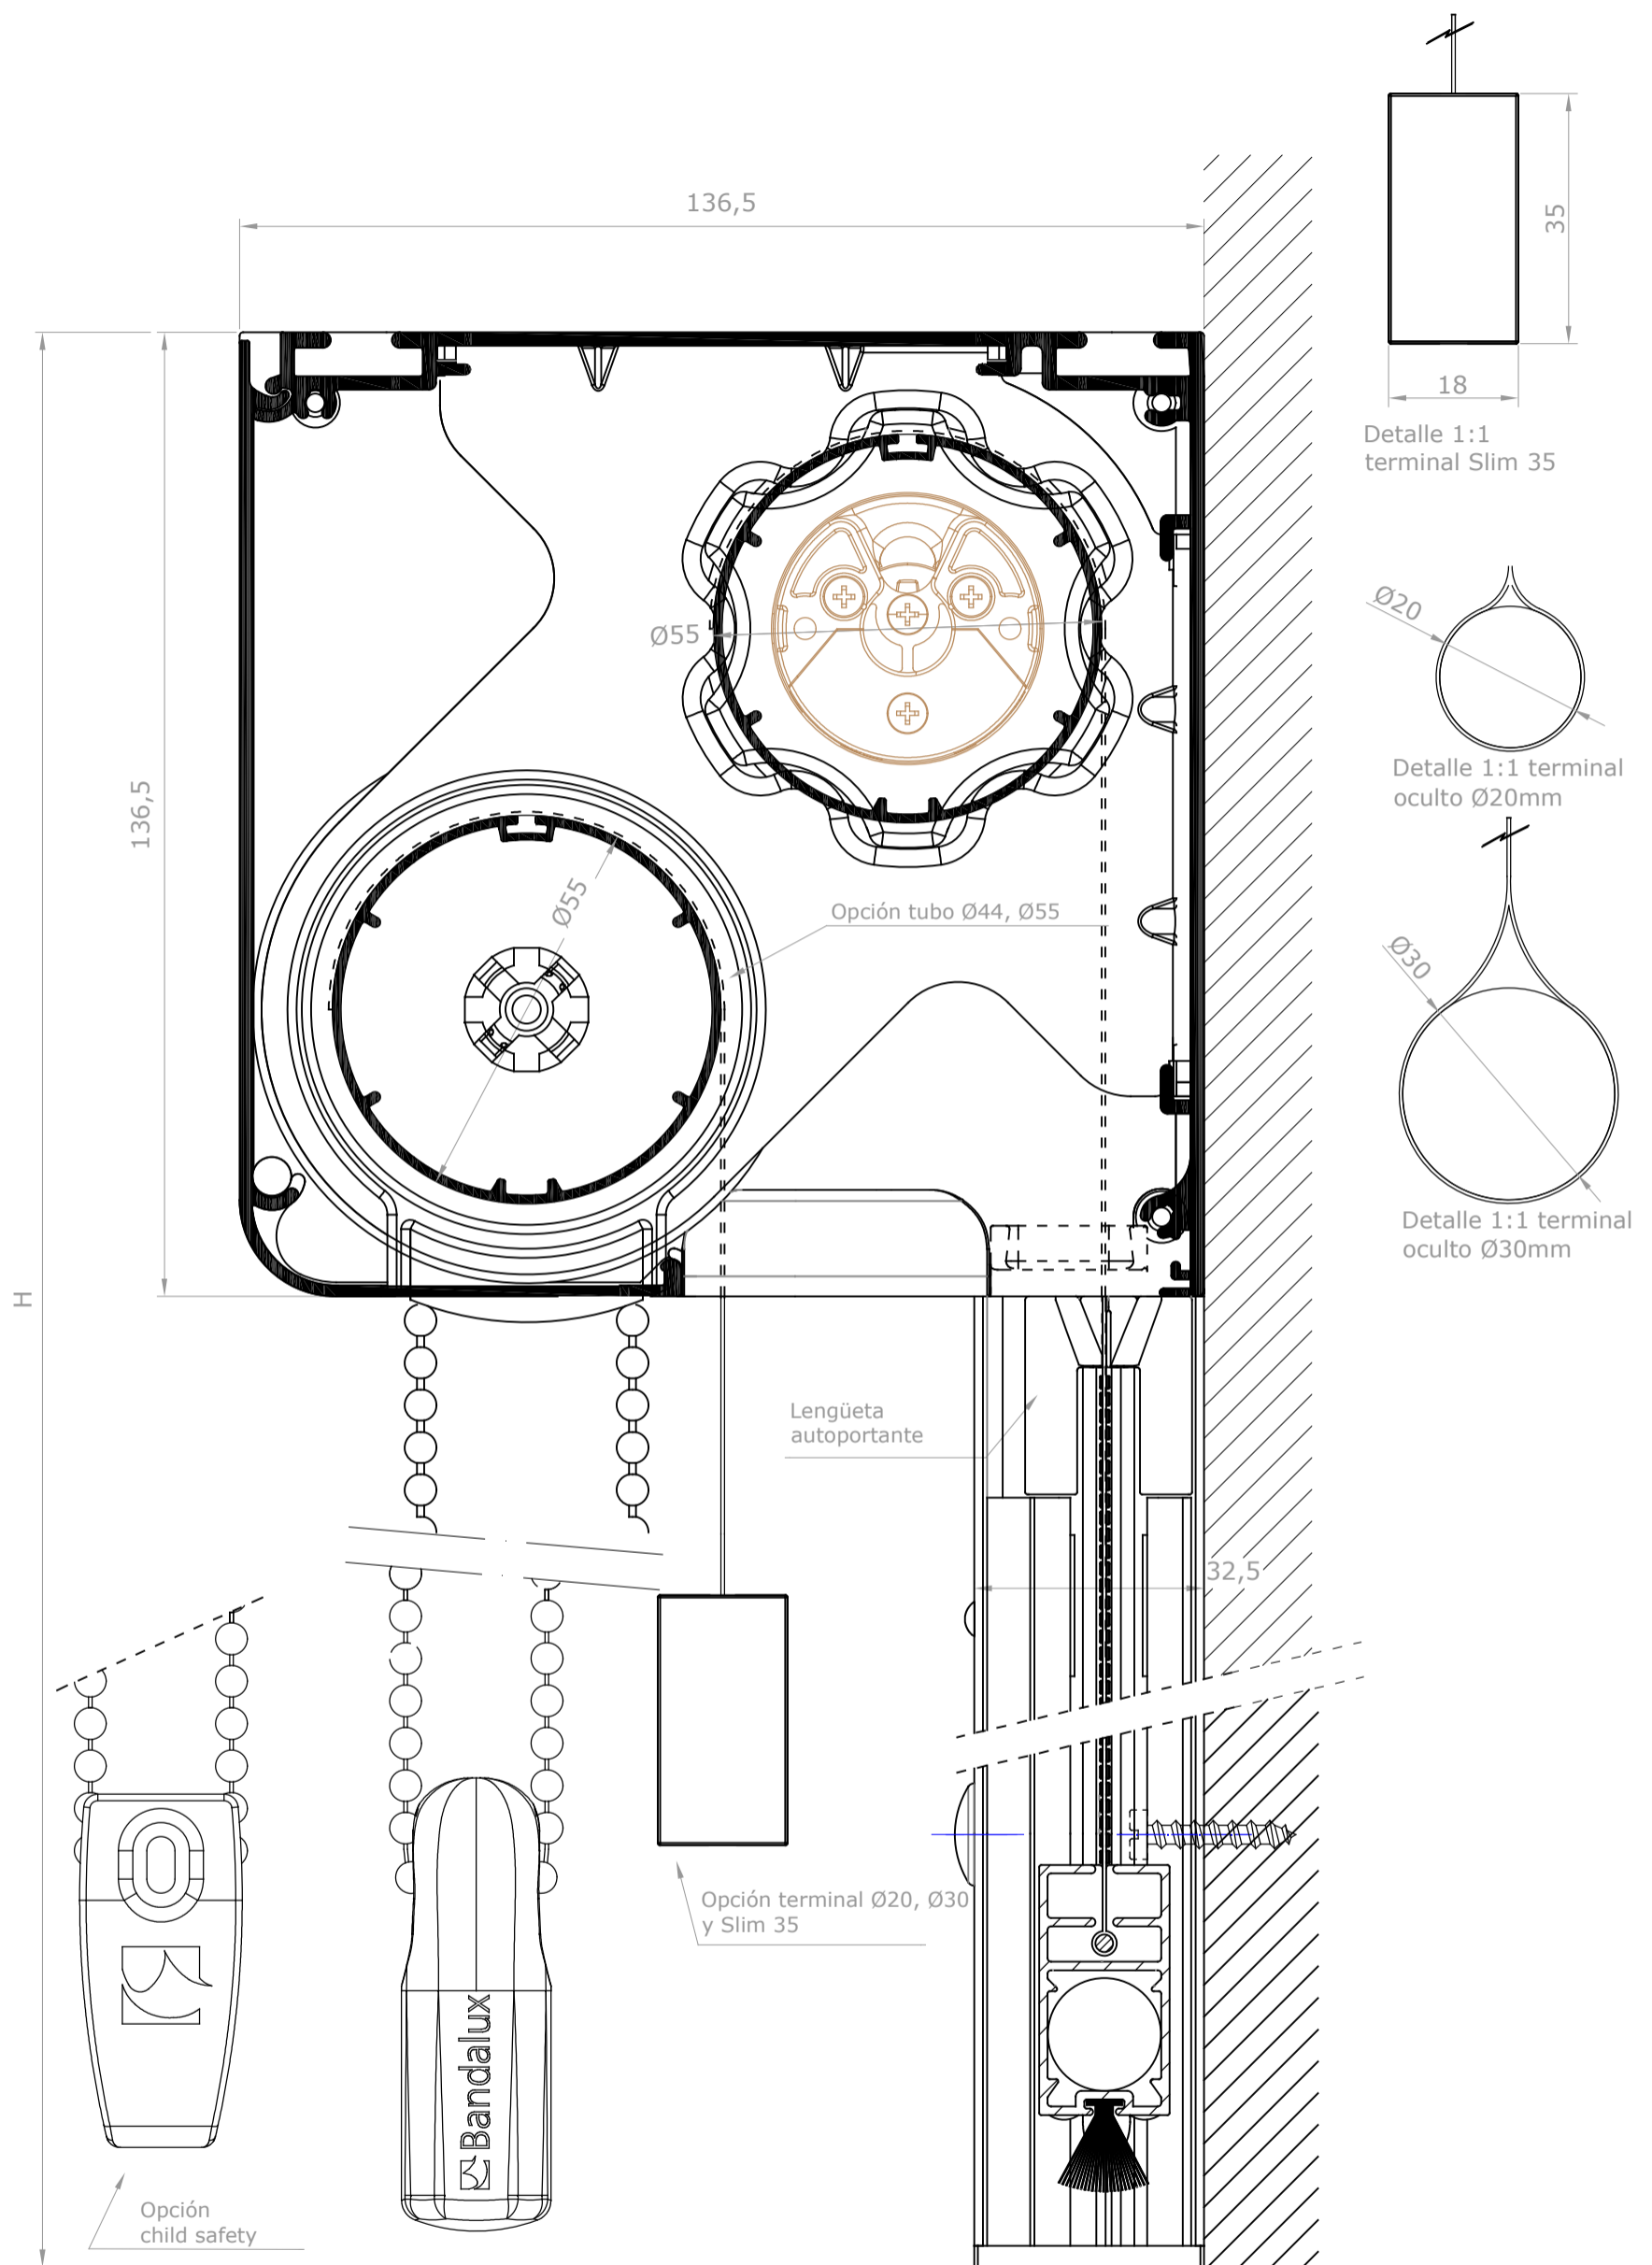 136,5
35
18
Detalle 1:1
terminal Slim 35
Ø20
Detalle 1:1 terminal
oculto Ø20mm
Ø55
136,5
Ø55
Opción tubo Ø44, Ø55
Ø30
Detalle 1:1 terminal
oculto Ø30mm
H
Lengüeta
autoportante
32,5
Opción terminal Ø20, Ø30
y Slim 35
Bandalux
Opción
child safety